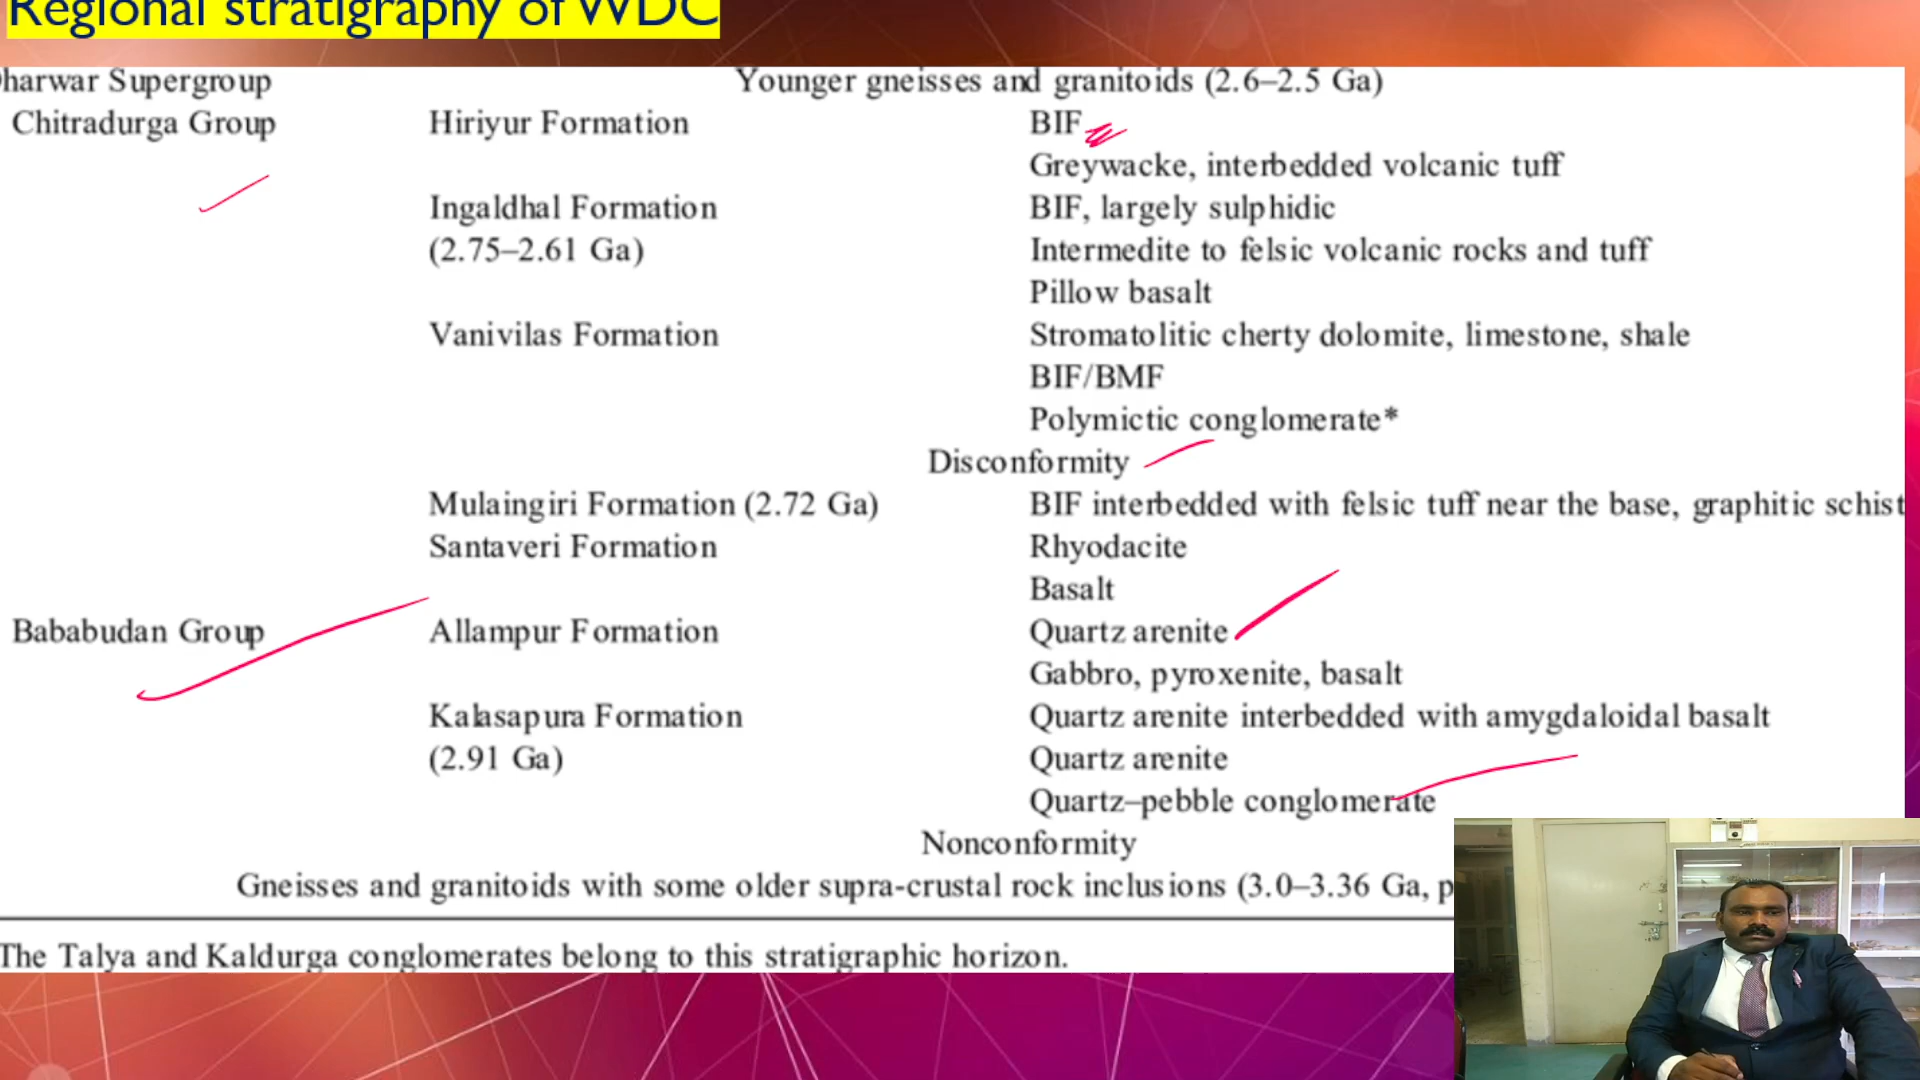 Regional stratigraphy of WDC
harwar Supergroup Younger gneisses and granitoids (2.6–2.5 Ga)
Chitradurga Group Hiriyur Formation BIF
Greywacke, interbedded volcanic tuff
Ingaldhal Formation BIF, largely sulphidic
(2.75–2.61 Ga) Intermedite to felsic volcanic rocks and tuff
Pillow basalt
Vanivilas Formation Stromatolitic cherty dolomite, limestone, shale
BIF/BMF
Polymictic conglomerate*
Disconformity
Mulaingiri Formation (2.72 Ga) BIF interbedded with felsic tuff near the base, graphitic schist
Santaveri Formation Rhyodacite
Basalt
Bababudan Group Allampur Formation Quartz arenite
Gabbro, pyroxenite, basalt
Kalasapura Formation Quartz arenite interbedded with amygdaloidal basalt
(2.91 Ga) Quartz arenite
Quartz–pebble conglomerate
Nonconformity
Gneisses and granitoids with some older supra-crustal rock inclusions (3.0–3.36 Ga, p
The Talya and Kaldurga conglomerates belong to this stratigraphic horizon.